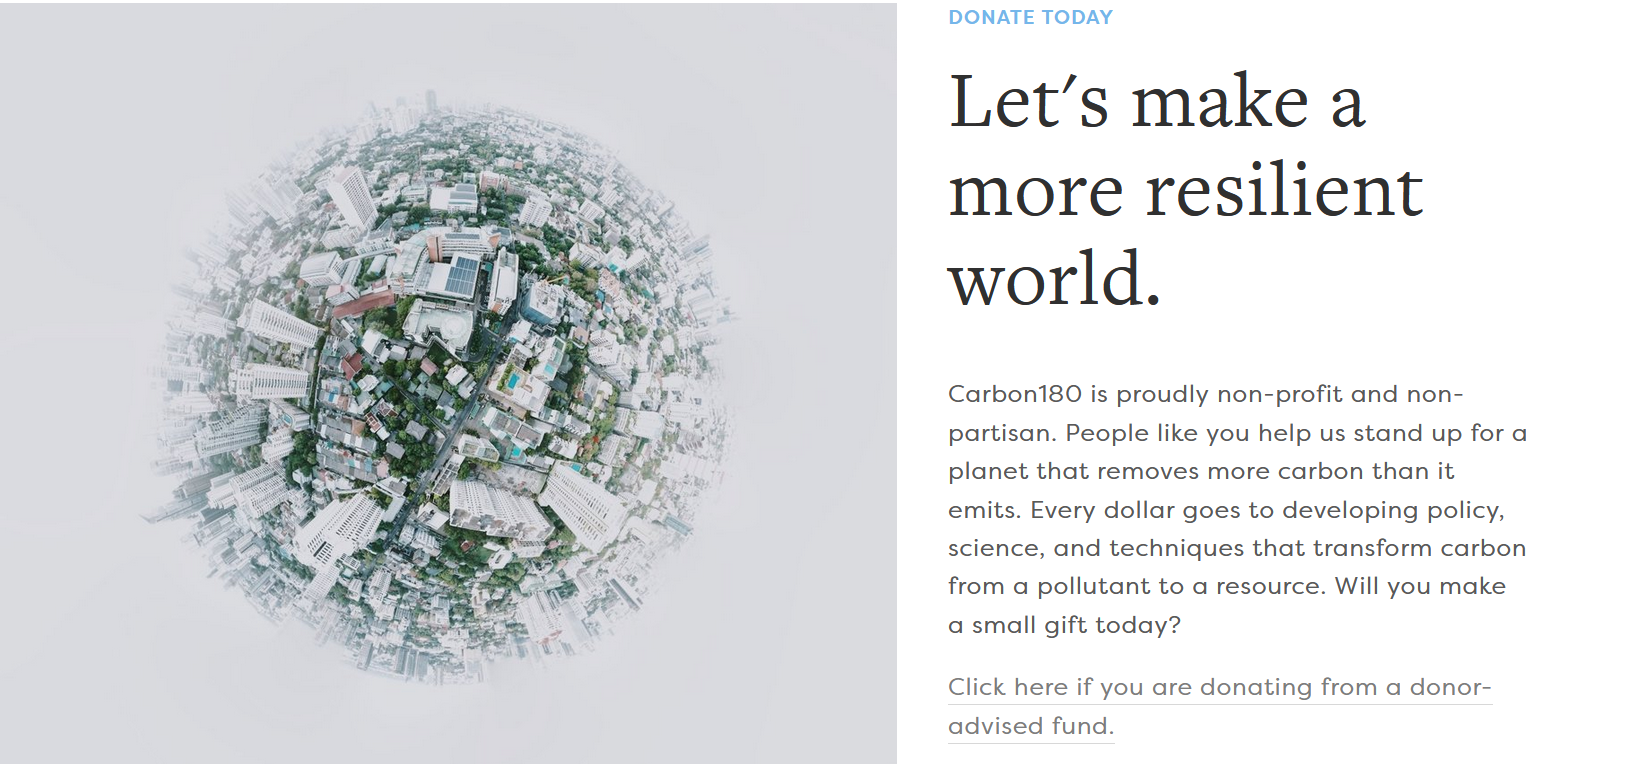 DONATE TODAY
Let's make a
more resilient
world.
Carbon180 is proudly non-profit and non-
partisan. People like you help us stand up for a
planet that removes more carbon than it
emits. Every dollar goes to developing policy,
science, and techniques that transform carbon
from a pollutant to a resource. Will you make
a small gift today?
Click here if you are donating from a donor-
advised fund.